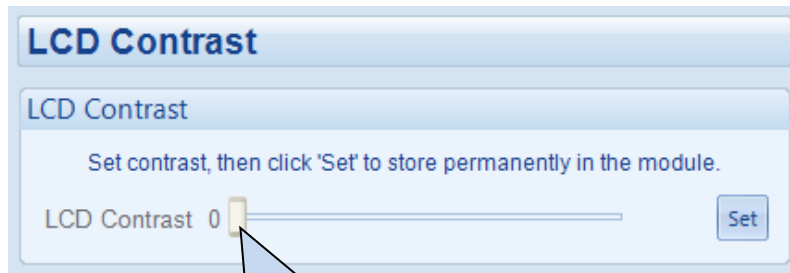 LCD Contrast
LCD Contrast
Set contrast, then click 'Set' to store permanently in the module.
LCD Contrast 0 Set